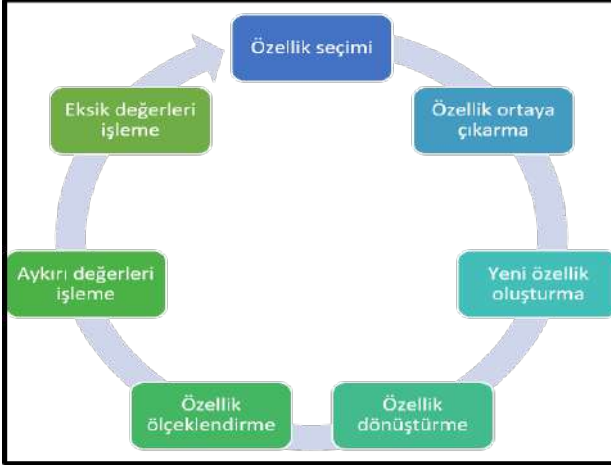 Özellik seçimi
Özellik ortaya
çıkarma
Yeni özellik
oluşturma
Özellik
dönüştürme
Özellik
ölçeklendirme
Aykırı değerleri
işleme
Eksik değerleri
işleme